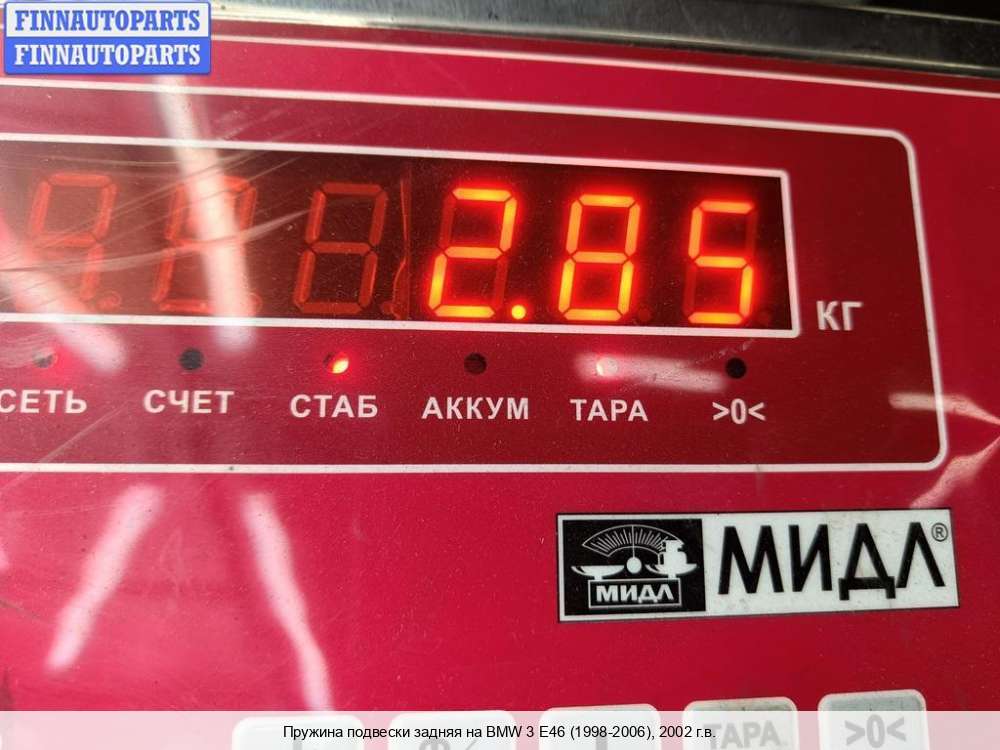 FINNAUTOPARTS
FINNAUTOPARTS
2.05
КГ
СЕТЬ СЧЕТ СТАБ АККУМ ТАРА >0<
МИДЛ
МИДЛ®
ТАРА >0<
Пружина подвески задняя на BMW 3 E46 (1998-2006), 2002 г.в.